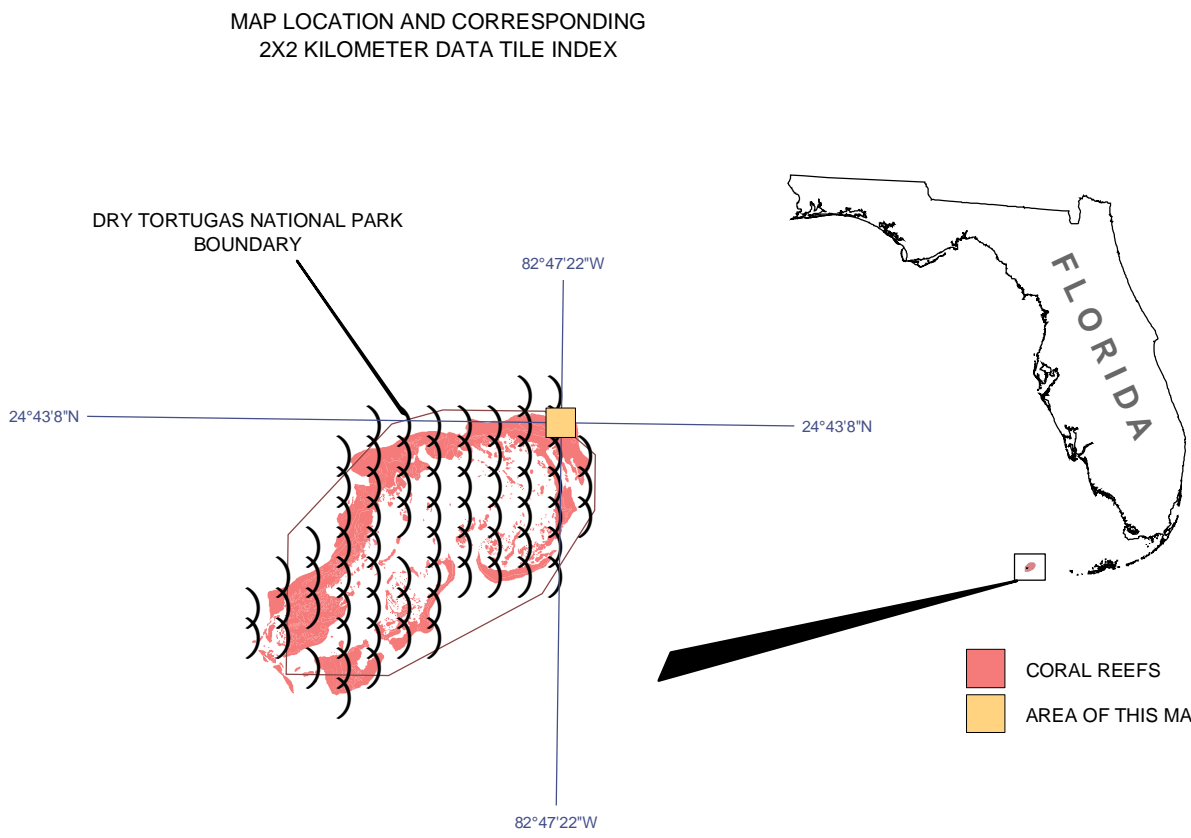 MAP LOCATION AND CORRESPONDING
2X2 KILOMETER DATA TILE INDEX
DRY TORTUGAS NATIONAL PARK
BOUNDARY
82°47'22"W
24°43'8"N
24°43'8"N
82°47'22"W
FLORIDA
CORAL REEFS
AREA OF THIS MA